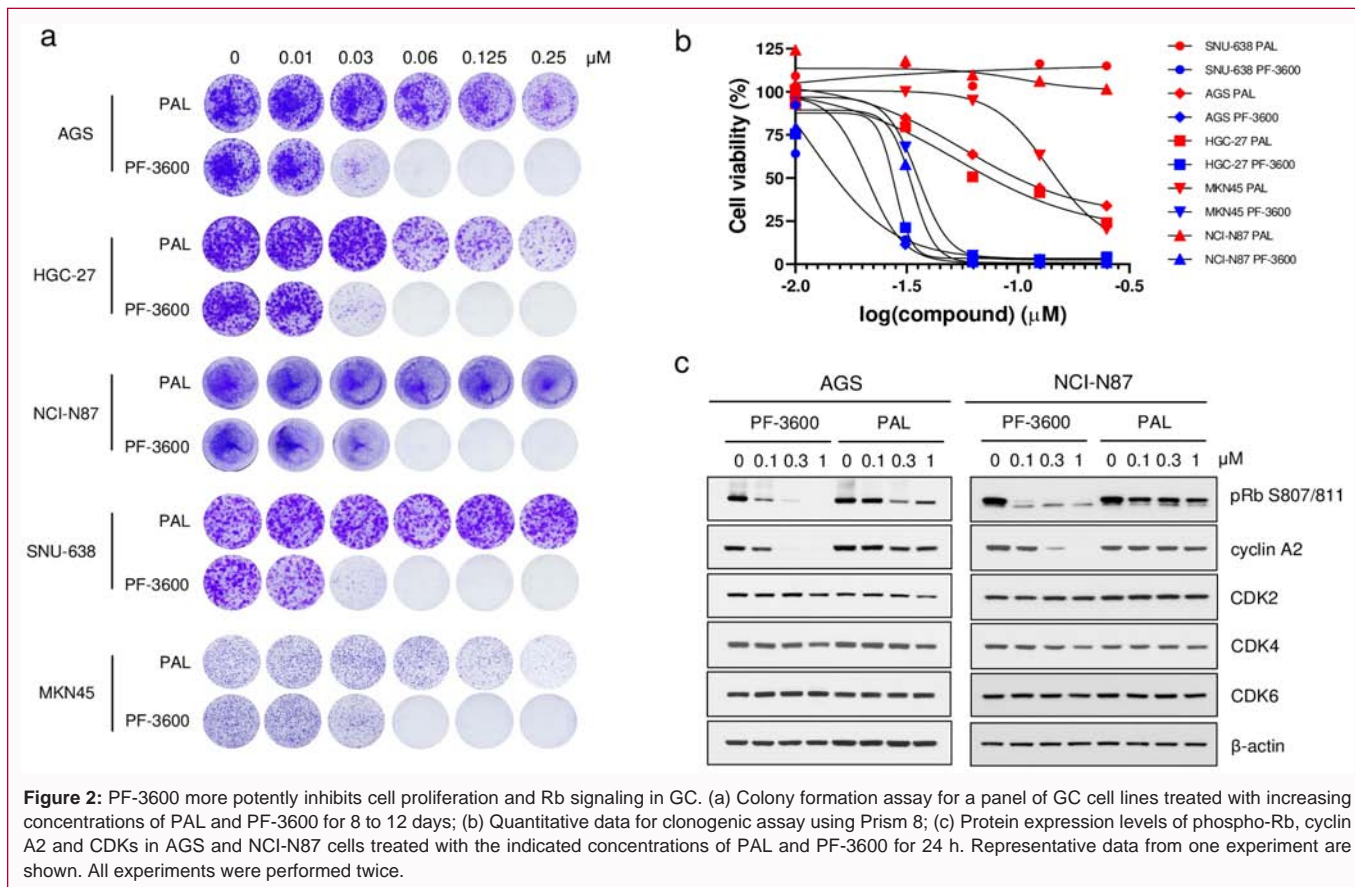 a
0 0.01 0.03 0.06 0.125 0.25 μM
PAL
AGS
PF-3600
PAL
HGC-27
PF-3600
PAL
NCI-N87
PF-3600
PAL
SNU-638
PF-3600
PAL
MKN45
PF-3600
b
Cell viability (%)
125
100
75
50
25
0
-2.0 -1.5 -1.0 -0.5
log(compound) (μM)
SNU-638 PAL
SNU-638 PF-3600
AGS PAL
AGS PF-3600
HGC-27 PAL
HGC-27 PF-3600
MKN45 PAL
MKN45 PF-3600
NCI-N87 PAL
NCI-N87 PF-3600
c
AGS NCI-N87
PF-3600 PAL PF-3600 PAL
0 0.1 0.3 1 0 0.1 0.3 1 0 0.1 0.3 1 0 0.1 0.3 1 μM
pRb S807/811
cyclin A2
CDK2
CDK4
CDK6
β-actin
Figure 2: PF-3600 more potently inhibits cell proliferation and Rb signaling in GC. (a) Colony formation assay for a panel of GC cell lines treated with increasing
concentrations of PAL and PF-3600 for 8 to 12 days; (b) Quantitative data for clonogenic assay using Prism 8; (c) Protein expression levels of phospho-Rb, cyclin
A2 and CDKs in AGS and NCI-N87 cells treated with the indicated concentrations of PAL and PF-3600 for 24 h. Representative data from one experiment are
shown. All experiments were performed twice.